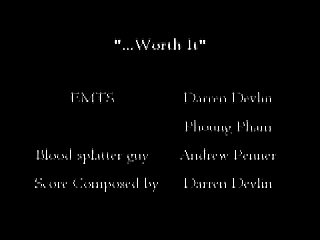 "...Worth It"
EMTS Darren Devlin
Phoung Pham
Blood splatter guy Andrew Penner
Score Composed by Darren Devlin